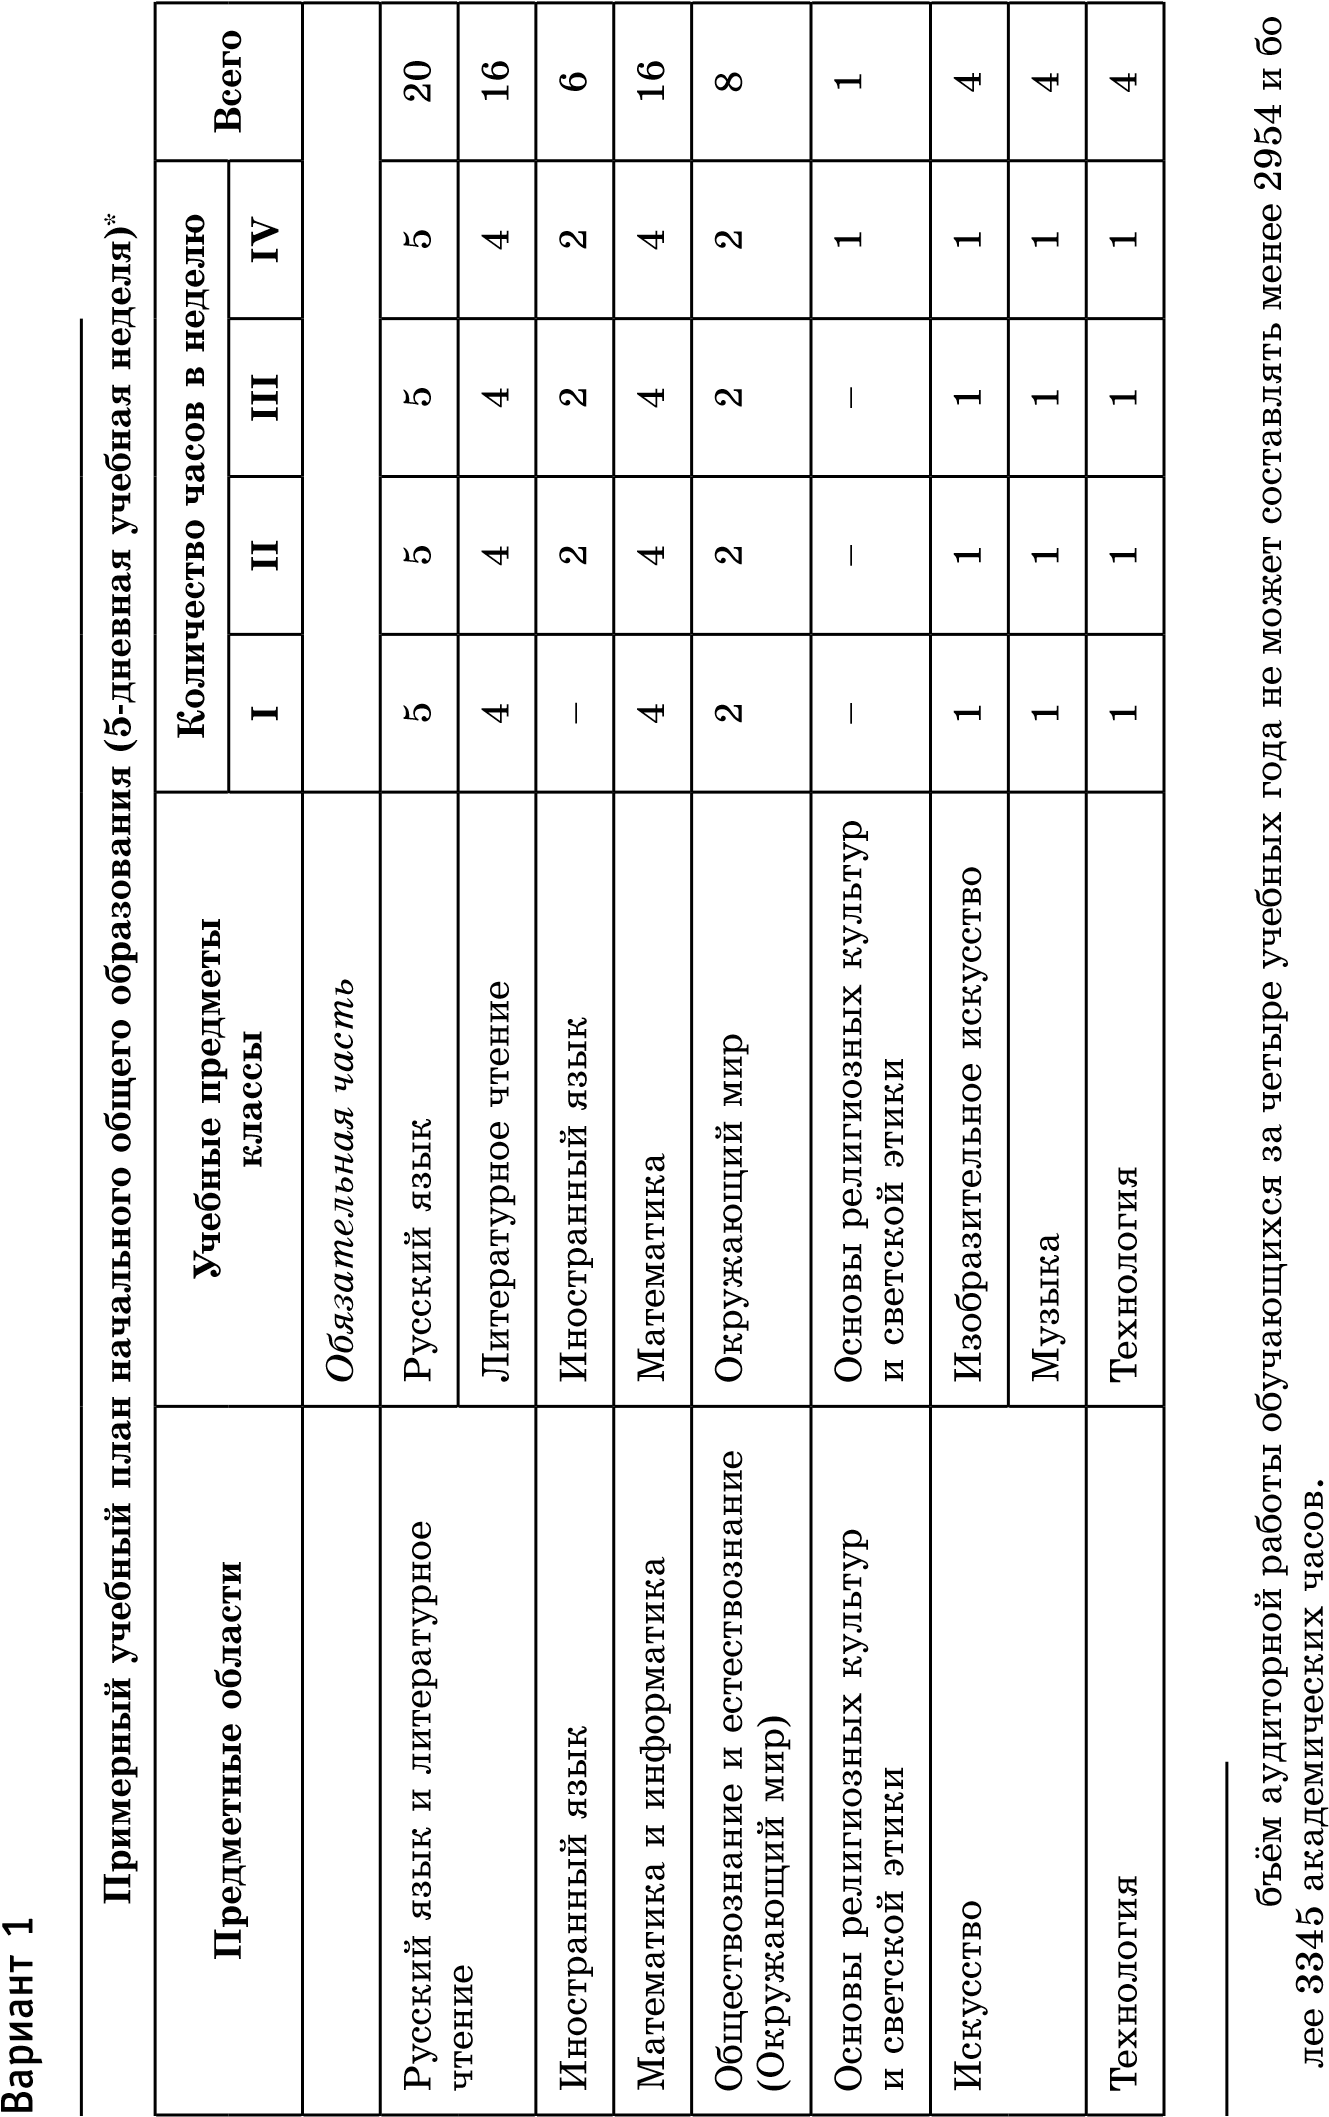 Вариант 1
Примерный учебный план начального общего образования (5-дневная учебная неделя)*
Предметные области
Учебные предметы
классы
Количество часов в неделю
Всего
I
II
III
IV
Обязательная часть
Русский язык и литературное
чтение
Русский язык
5
5
5
5
20
Литературное чтение
4
4
4
4
16
Иностранный язык
Иностранный язык
–
2
2
2
6
Математика и информатика
Математика
4
4
4
4
16
Обществознание и естествознание
(Окружающий мир)
Окружающий мир
2
2
2
2
8
Основы религиозных культур
и светской этики
Основы религиозных культур
и светской этики
–
–
–
1
1
Искусство
Изобразительное искусство
1
1
1
1
4
Музыка
1
1
1
1
4
Технология
Технология
1
1
1
1
4
бъём аудиторной работы обучающихся за четыре учебных года не может составлять менее 2954 и бо
лее 3345 академических часов.